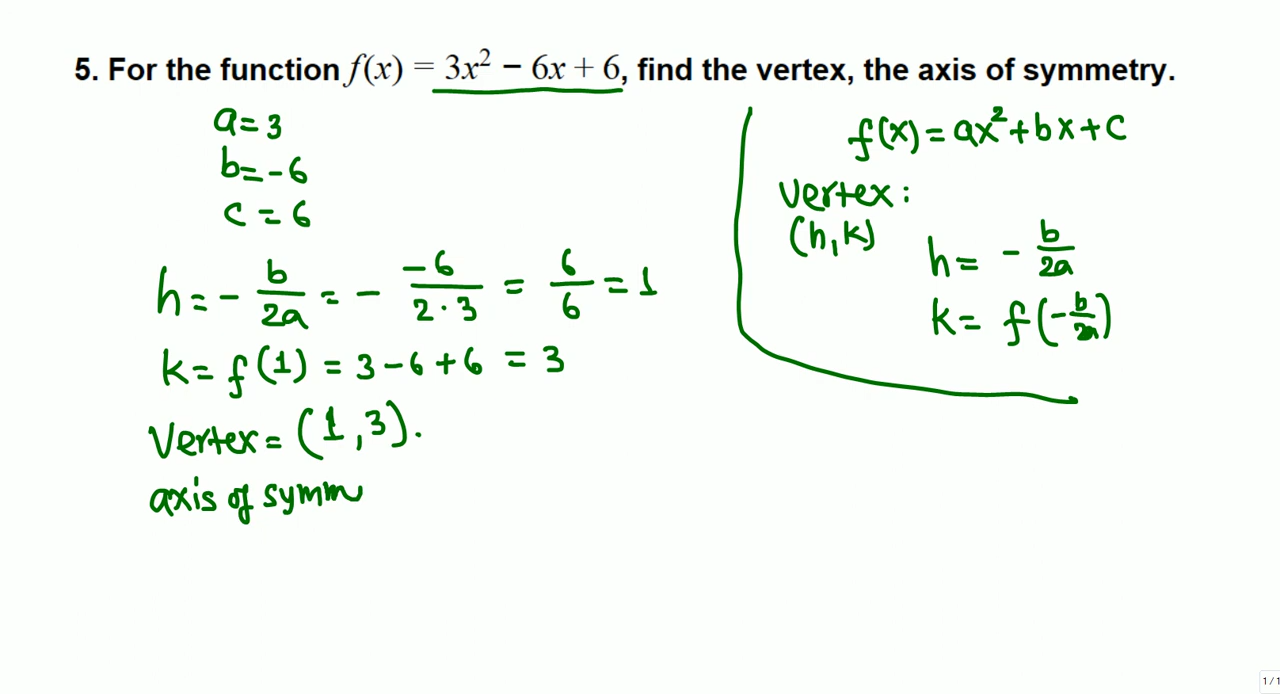 5. For the function f(x) = 3x² − 6x + 6, find the vertex, the axis of symmetry.
a = 3
b = -6
c = 6
h = - b/2a = - -6/2·3 = 6/6 = 1
k = f(1) = 3 - 6 + 6 = 3
Vertex = (1,3).
axis of symm
f(x) = ax² + bx + c
Vertex:
(h,k)
h = - b/2a
k = f(-b/2a)
1/1